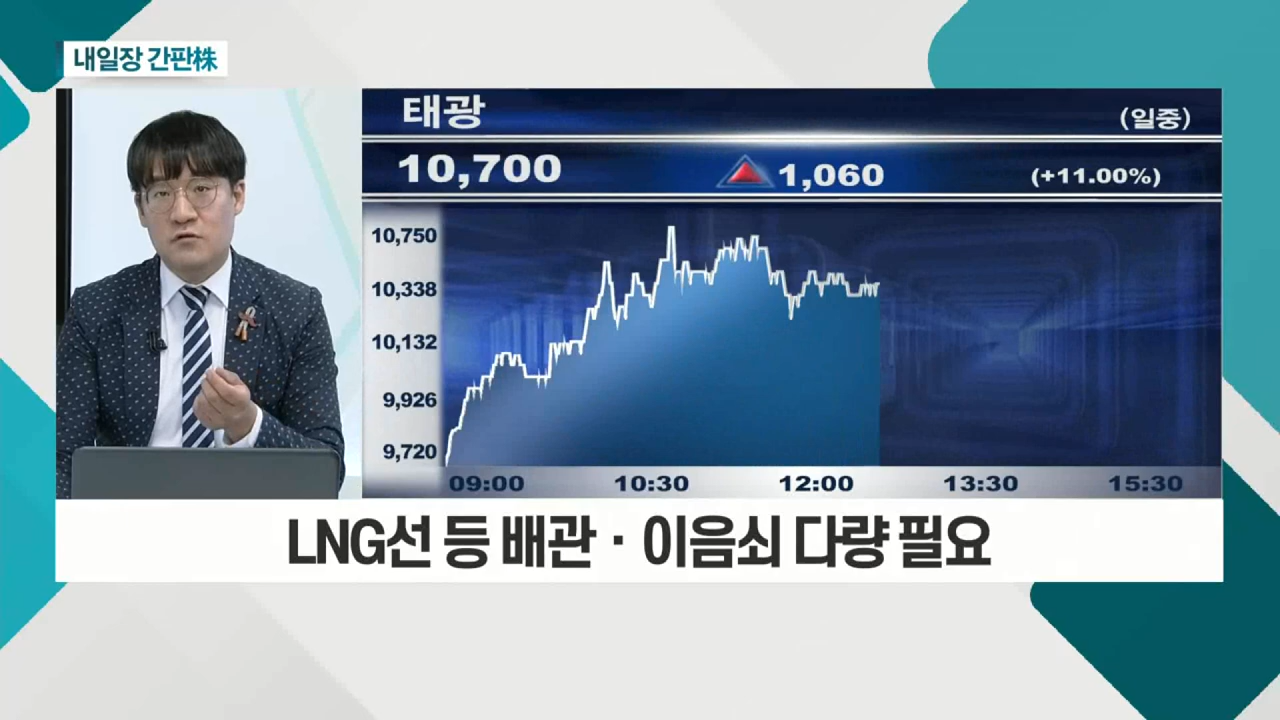 내일장 간판株
태광
(일중)
10,700 1,060 (+11.00%)
10,750
10,338
10,132
9,926
9,720
09:00 10:30 12:00 13:30 15:30
LNG선 등 배관·이음쇠 다량 필요